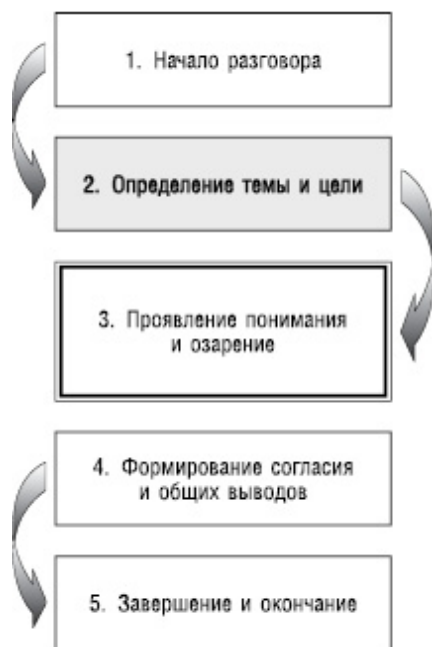 1. Начало разговора
2. Определение темы и цели
3. Проявление понимания
и озарение
4. Формирование согласия
и общих выводов
5. Завершение и окончание